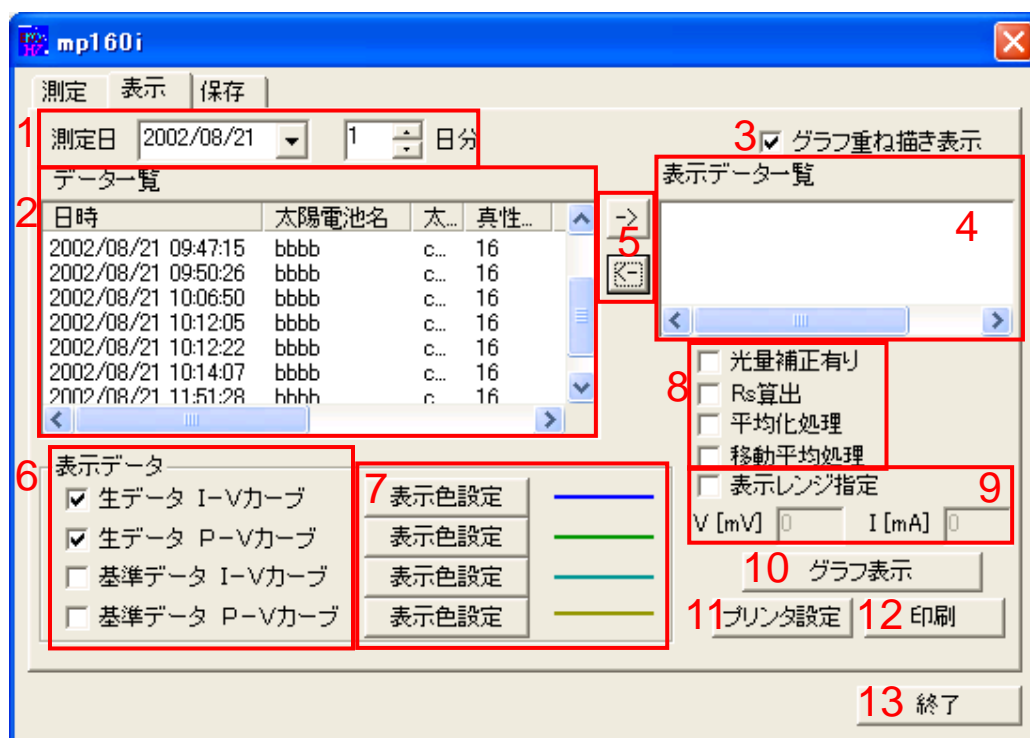 mp160i
測定 表示 保存
1 測定日 2002/08/21 1 日分
3 グラフ重ね描き表示
データ一覧
表示データ一覧
2 日時 太陽電池名 太... 真性...
2002/08/21 09:47:15 bbbb c... 16
2002/08/21 09:50:26 bbbb c... 16
2002/08/21 10:06:50 bbbb c... 16
2002/08/21 10:12:05 bbbb c... 16
2002/08/21 10:12:22 bbbb c... 16
2002/08/21 10:14:07 bbbb c... 16
2002/08/21 11:51:28 bbbb c 16
->
5
<-
4
8
光量補正有り
Rs算出
平均化処理
移動平均処理
表示レンジ指定 9
V [mV] 0 I [mA] 0
6 表示データ
生データ I-Vカーブ
生データ P-Vカーブ
基準データ I-Vカーブ
基準データ P-Vカーブ
7 表示色設定
表示色設定
表示色設定
表示色設定
10 グラフ表示
11 プリンタ設定 12 印刷
13 終了